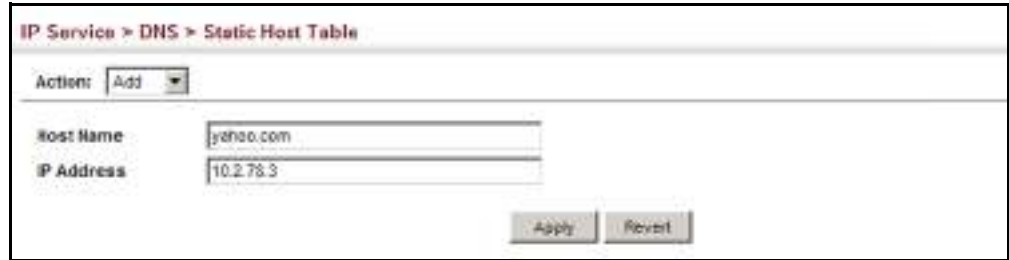 IP Service > DNS > Static Host Table
Action: Add
Host Name yahoo.com
IP Address 10.2.78.3
Apply Revert